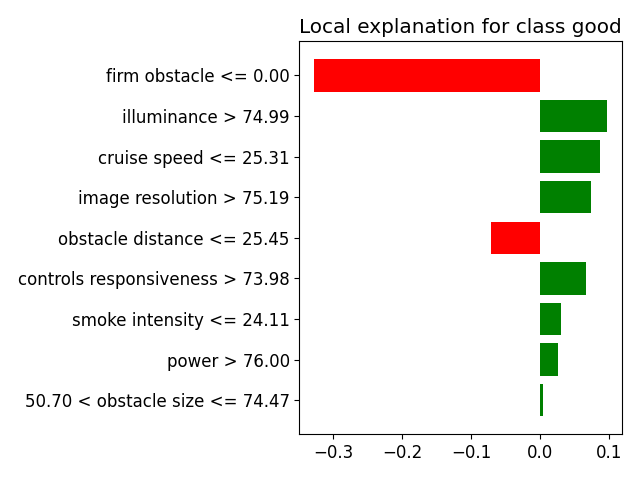 Local explanation for class good
firm obstacle <= 0.00
illuminance > 74.99
cruise speed <= 25.31
image resolution > 75.19
obstacle distance <= 25.45
controls responsiveness > 73.98
smoke intensity <= 24.11
power > 76.00
50.70 < obstacle size <= 74.47
−0.3 −0.2 −0.1 0.0 0.1